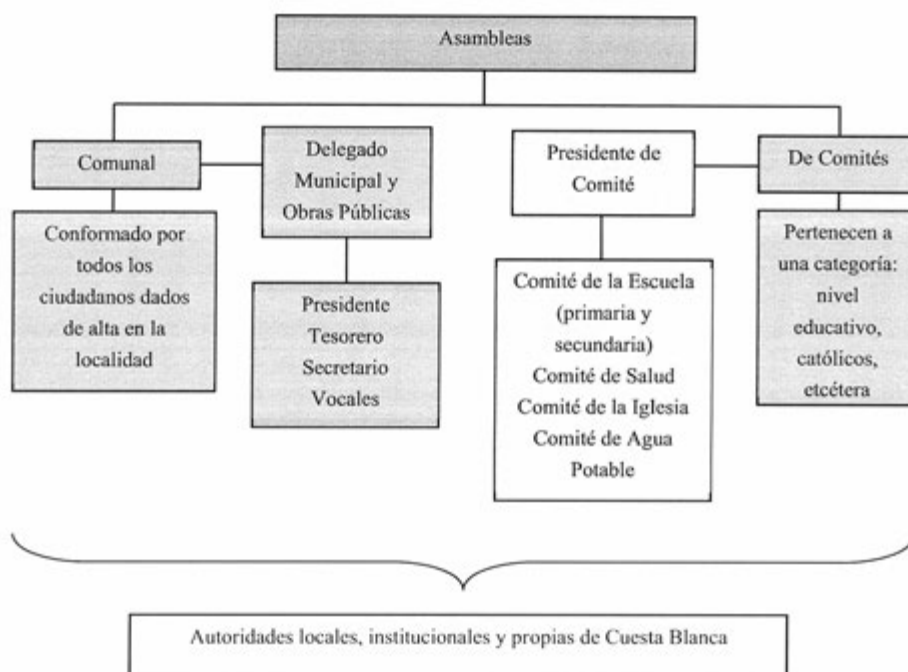 Asambleas
Comunal
Delegado
Municipal y
Obras Públicas
Presidente de
Comité
De Comités
Conformado por
todos los
ciudadanos dados
de alta en la
localidad
Presidente
Tesorero
Secretario
Vocales
Comité de la Escuela
(primaria y
secundaria)
Comité de Salud
Comité de la Iglesia
Comité de Agua
Potable
Pertenecen a
una categoría:
nivel
educativo,
católicos,
etcétera
Autoridades locales, institucionales y propias de Cuesta Blanca